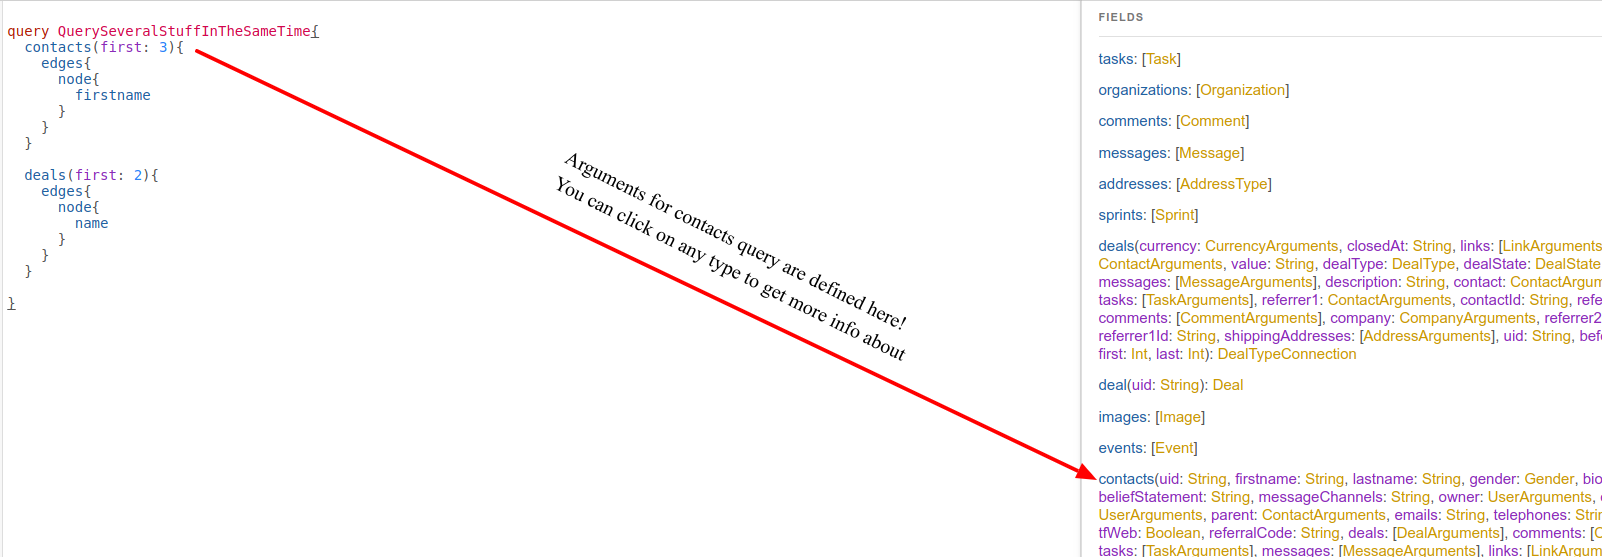 query QuerySeveralStuffInTheSameTime{
contacts(first: 3){
edges{
node{
firstname
}
}
}
deals(first: 2){
edges{
node{
name
}
}
}
}
Arguments for contacts query are defined here!
You can click on any type to get more info about
FIELDS
tasks: [Task]
organizations: [Organization]
comments: [Comment]
messages: [Message]
addresses: [AddressType]
sprints: [Sprint]
deals(currency: CurrencyArguments, closedAt: String, links: [LinkArguments
ContactArguments, value: String, dealType: DealType, dealState: DealState
messages: [MessageArguments], description: String, contact: ContactArgum
tasks: [TaskArguments], referrer1: ContactArguments, contactId: String, refe
comments: [CommentArguments], company: CompanyArguments, referrer2
referrer1Id: String, shippingAddresses: [AddressArguments], uid: String, bef
first: Int, last: Int): DealTypeConnection
deal(uid: String): Deal
images: [Image]
events: [Event]
contacts(uid: String, firstname: String, lastname: String, gender: Gender, bio
beliefStatement: String, messageChannels: String, owner: UserArguments,
UserArguments, parent: ContactArguments, emails: String, telephones: Strin
tfWeb: Boolean, referralCode: String, deals: [DealArguments], comments: [C
tasks: [TaskArguments], messages: [MessageArguments], links: [LinkArgum